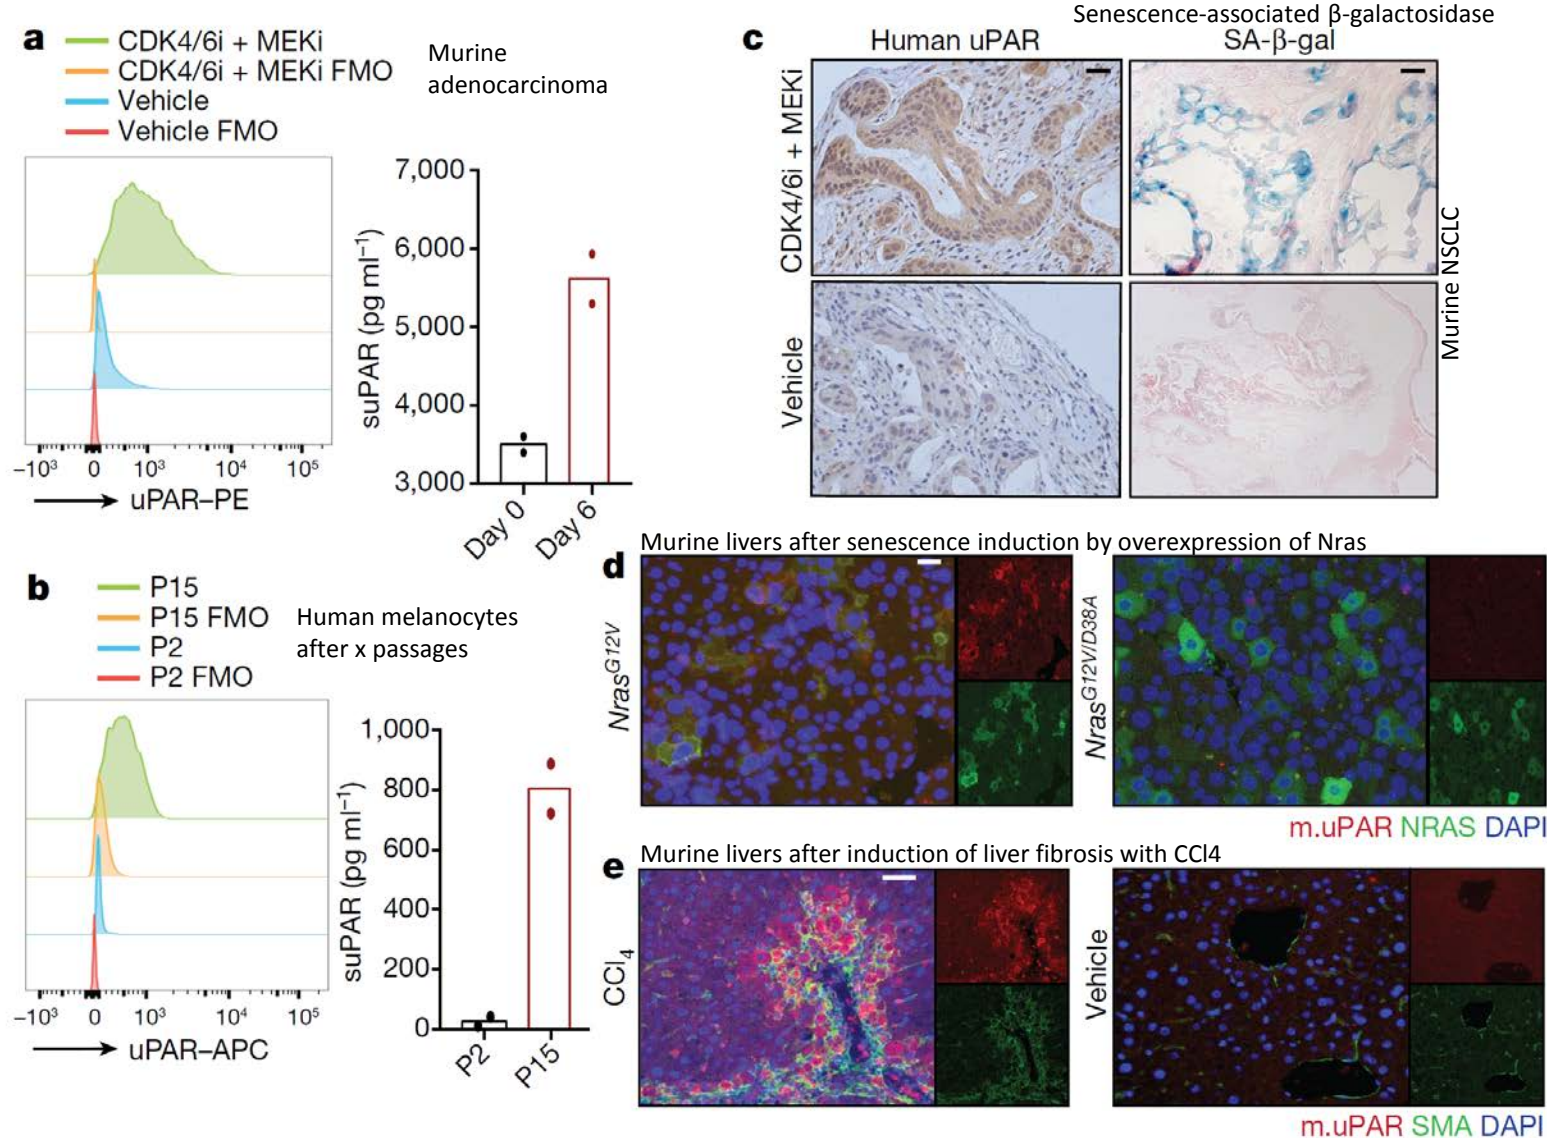 a
CDK4/6i + MEKi
CDK4/6i + MEKi FMO
Vehicle
Vehicle FMO
Murine
adenocarcinoma
−10³ 0 10³ 10⁴ 10⁵
uPAR–PE
suPAR (pg ml⁻¹)
7,000
6,000
5,000
4,000
3,000
Day 0
Day 6
b
P15
P15 FMO
P2
P2 FMO
Human melanocytes
after x passages
−10³ 0 10³ 10⁴ 10⁵
uPAR–APC
suPAR (pg ml⁻¹)
1,000
800
600
400
200
0
P2
P15
Senescence-associated β-galactosidase
c
Human uPAR
SA-β-gal
CDK4/6i + MEKi
Vehicle
Murine NSCLC
Murine livers after senescence induction by overexpression of Nras
d
Nras^G12V
Nras^G12V/D38A
m.uPAR NRAS DAPI
Murine livers after induction of liver fibrosis with CCl4
e
CCl₄
Vehicle
m.uPAR SMA DAPI